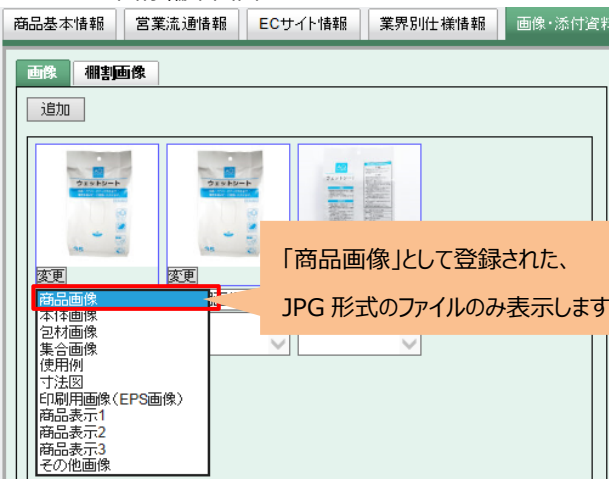 商品基本情報 営業流通情報 ECサイト情報 業界別仕様情報 画像・添付資料
画像 棚割画像
追加
ウェットシート ウェットシート ウェットシート
変更 変更
「商品画像」として登録された、
JPG 形式のファイルのみ表示します
商品画像
本体画像
包材画像
集合画像
使用例
寸法図
印刷用画像(EPS画像)
商品表示1
商品表示2
商品表示3
その他画像